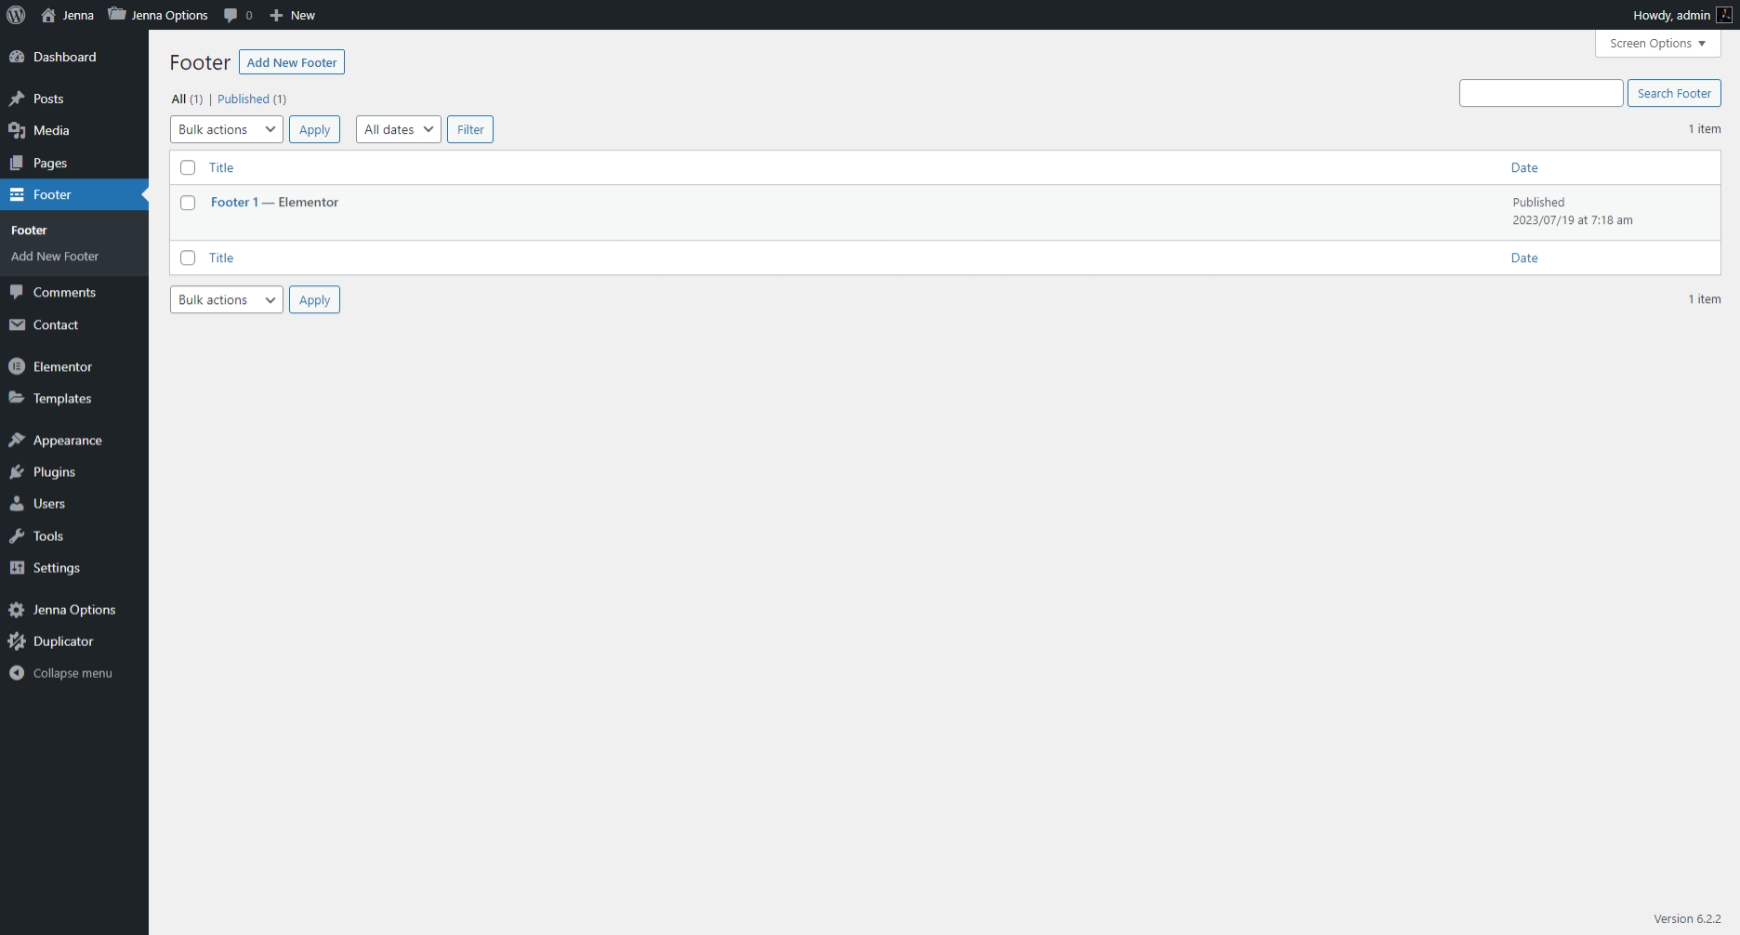 Jenna Jenna Options 0 New Howdy, admin
Screen Options
Dashboard
Posts
Media
Pages
Footer
Footer
Add New Footer
Comments
Contact
Elementor
Templates
Appearance
Plugins
Users
Tools
Settings
Jenna Options
Duplicator
Collapse menu
Footer Add New Footer
All (1) | Published (1)
Search Footer
Bulk actions Apply All dates Filter 1 item
Title Date
Footer 1 — Elementor Published
2023/07/19 at 7:18 am
Title Date
Bulk actions Apply 1 item
Version 6.2.2